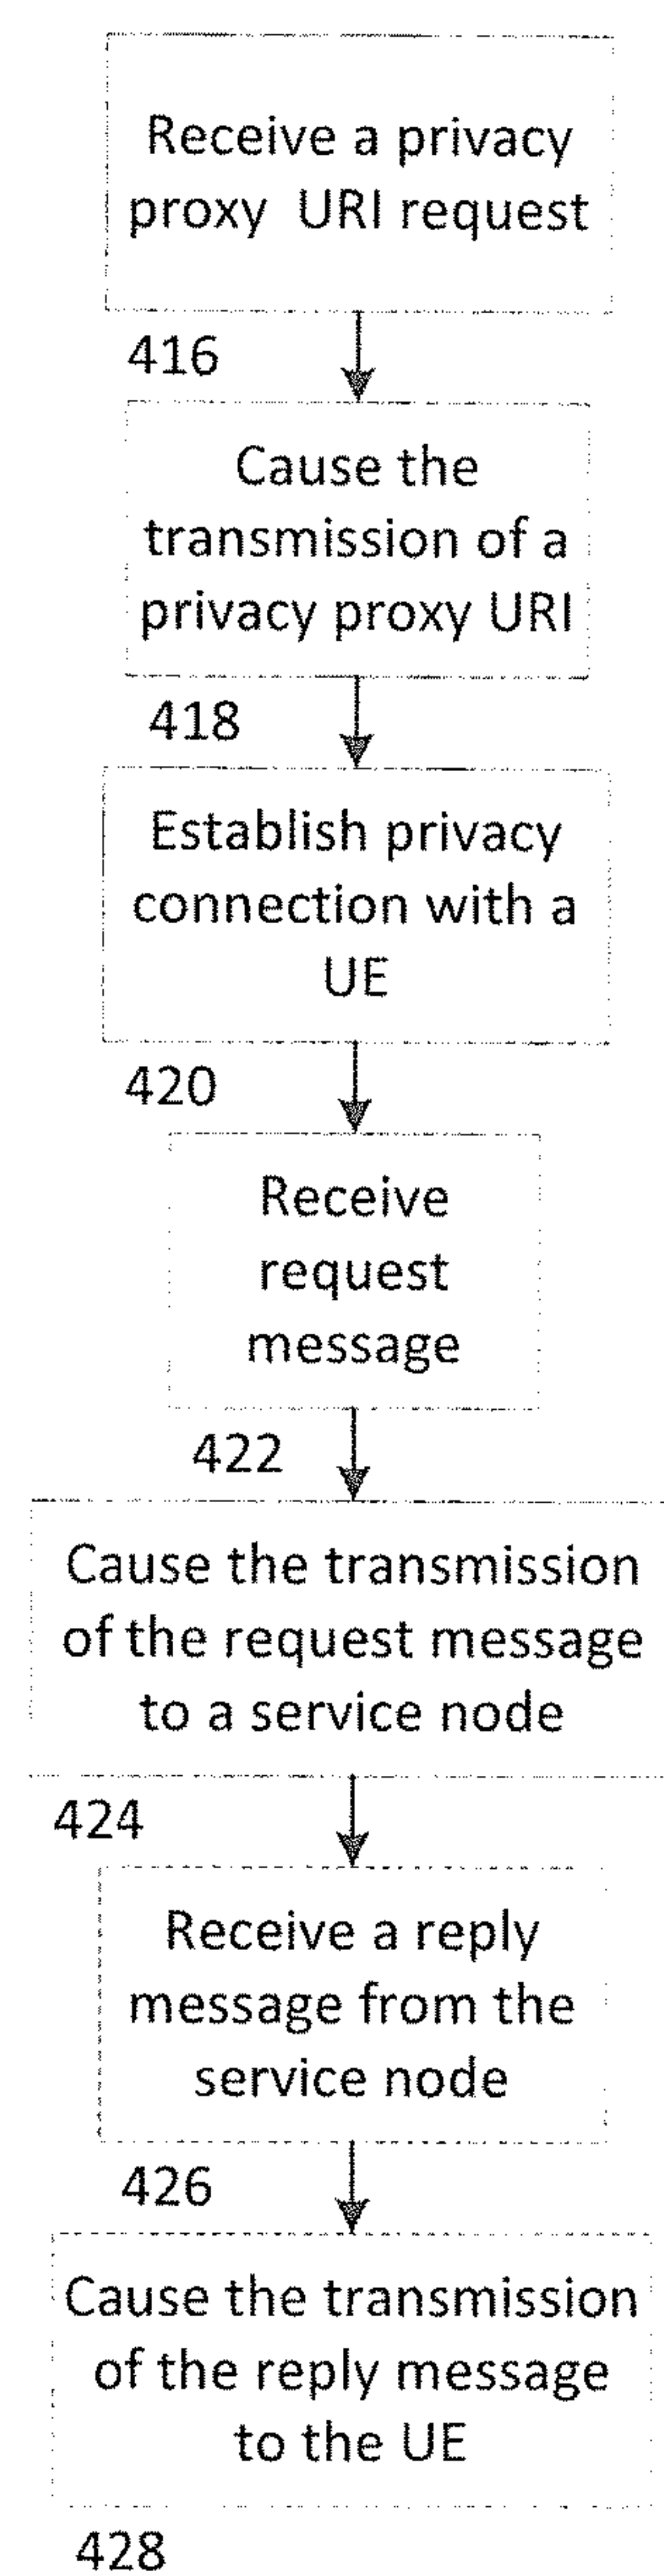 Receive a privacy
proxy URI request
416
Cause the
transmission of a
privacy proxy URI
418
Establish privacy
connection with a
UE
420
Receive
request
message
422
Cause the transmission
of the request message
to a service node
424
Receive a reply
message from the
service node
426
Cause the transmission
of the reply message
to the UE
428